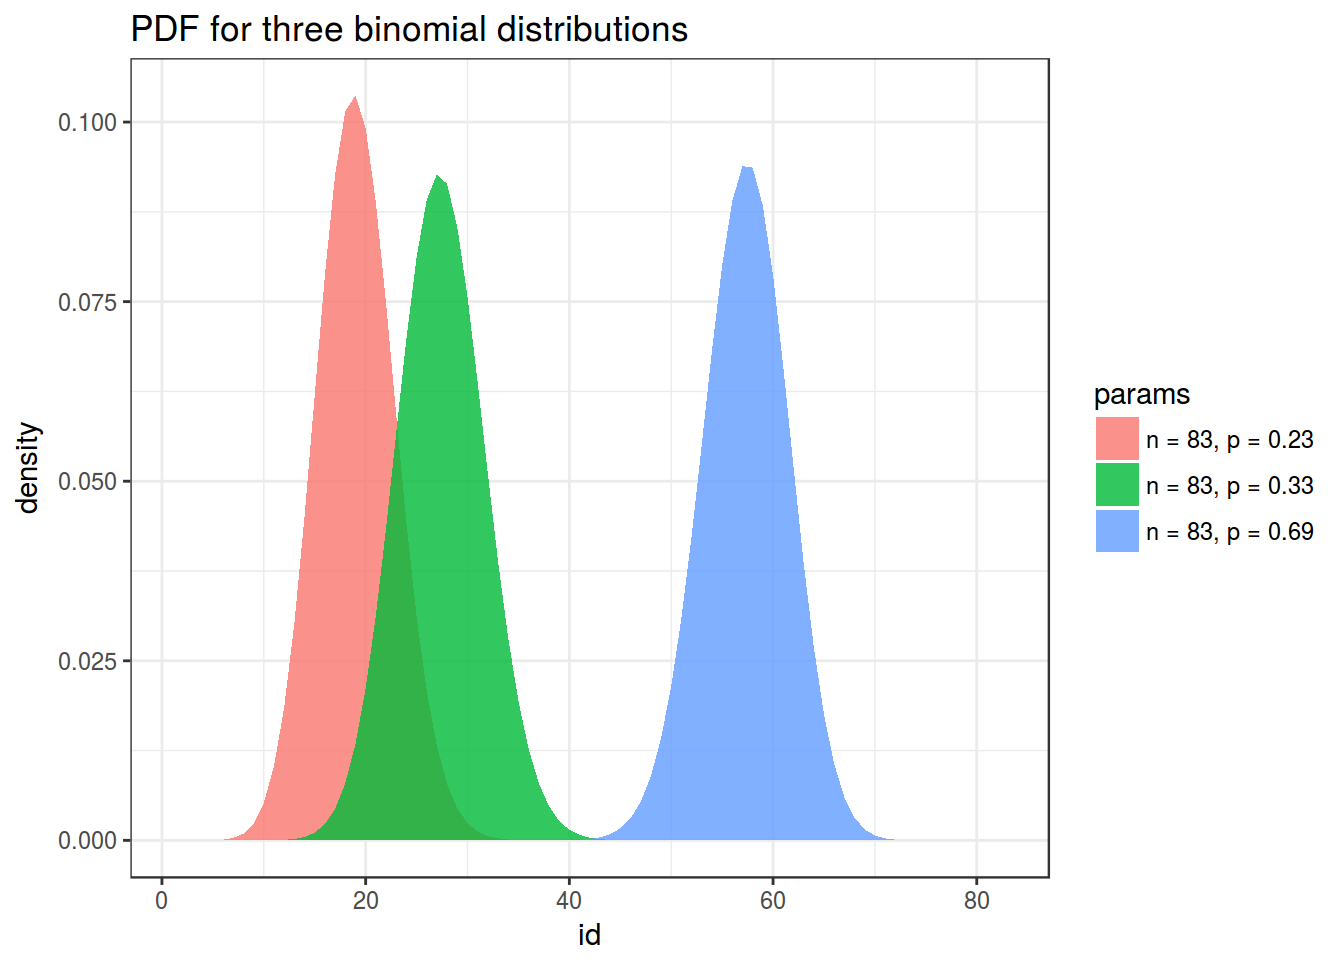 PDF for three binomial distributions
0.100
0.075
0.050
0.025
0.000
density
0 20 40 60 80
id
params
n = 83, p = 0.23
n = 83, p = 0.33
n = 83, p = 0.69